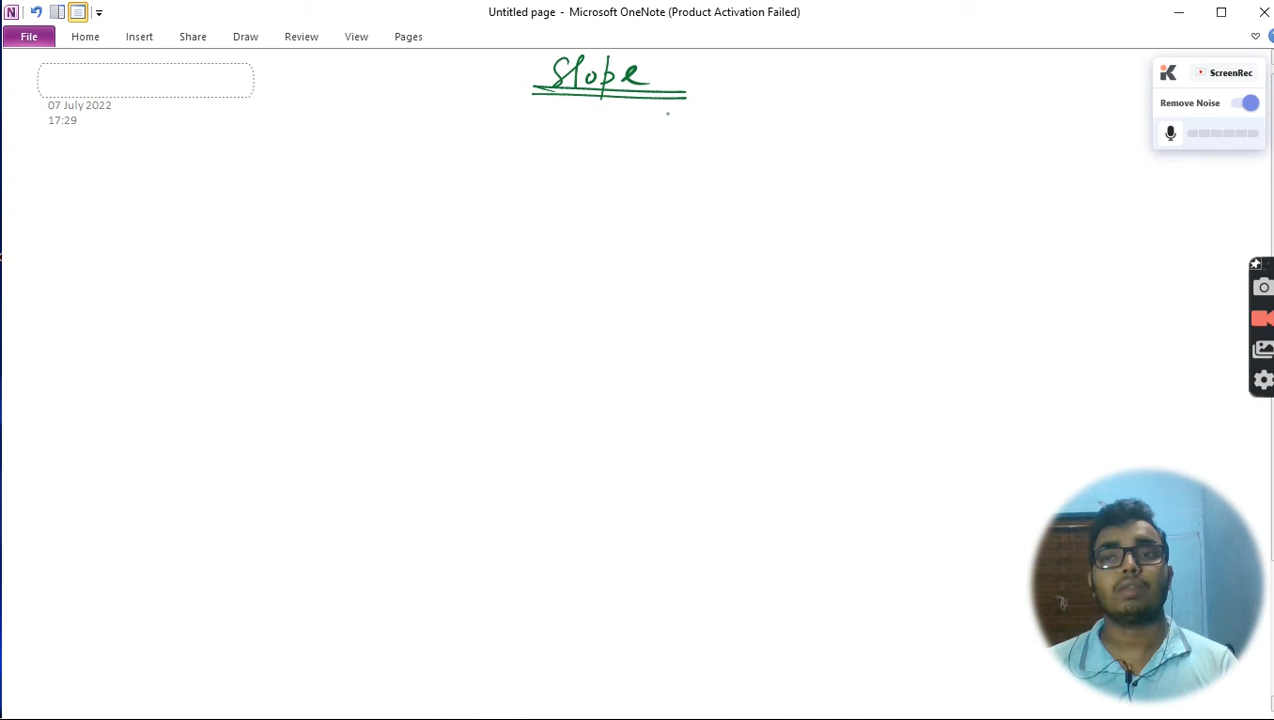 Untitled page - Microsoft OneNote (Product Activation Failed)
File Home Insert Share Draw Review View Pages
Slope
ScreenRec
Remove Noise
07 July 2022
17:29